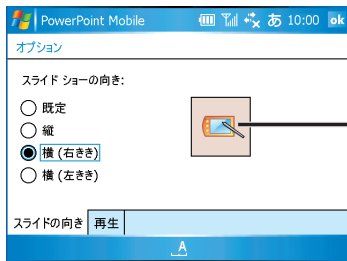 PowerPoint Mobile あ 10:00 ok
オプション
スライド ショーの向き:
既定
縦
横 (右きき)
横 (左きき)
スライドの向き 再生
A